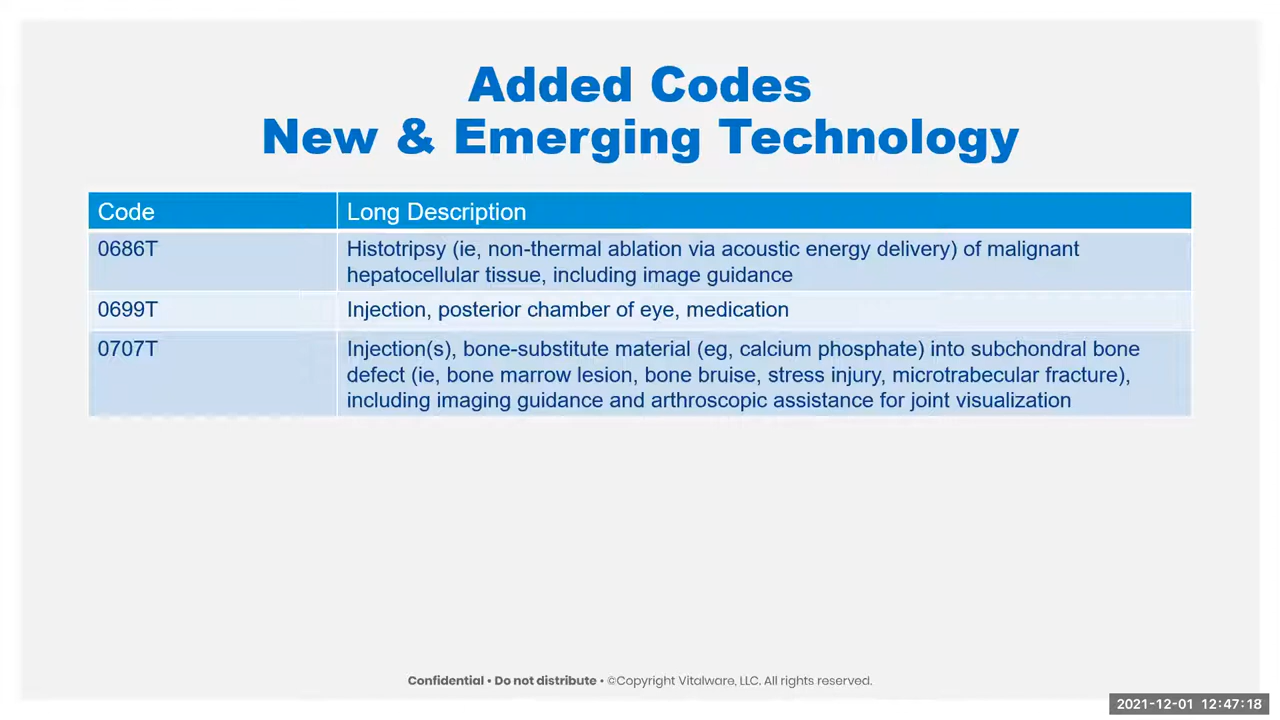 Added Codes
New & Emerging Technology
Code Long Description
0686T Histotripsy (ie, non-thermal ablation via acoustic energy delivery) of malignant
hepatocellular tissue, including image guidance
0699T Injection, posterior chamber of eye, medication
0707T Injection(s), bone-substitute material (eg, calcium phosphate) into subchondral bone
defect (ie, bone marrow lesion, bone bruise, stress injury, microtrabecular fracture),
including imaging guidance and arthroscopic assistance for joint visualization
Confidential • Do not distribute • ©Copyright Vitalware, LLC. All rights reserved.
2021-12-01 12:47:18